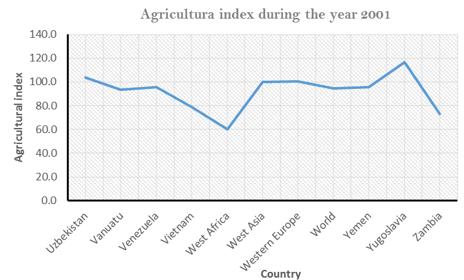 Agricultura index during the year 2001
140.0
120.0
100.0
80.0
60.0
40.0
20.0
0.0
Agricultural index
Uzbekistan
Vanuatu
Venezuela
Vietnam
West Africa
West Asia
Western Europe
World
Yemen
Yugoslavia
Zambia
Country